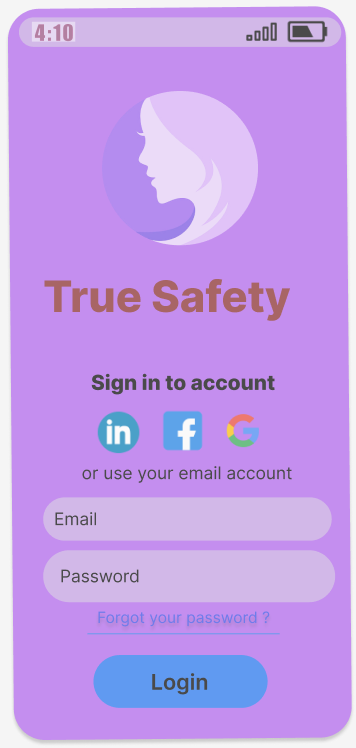 4:10
True Safety
Sign in to account
in f G
or use your email account
Email
Password
Forgot your password ?
Login